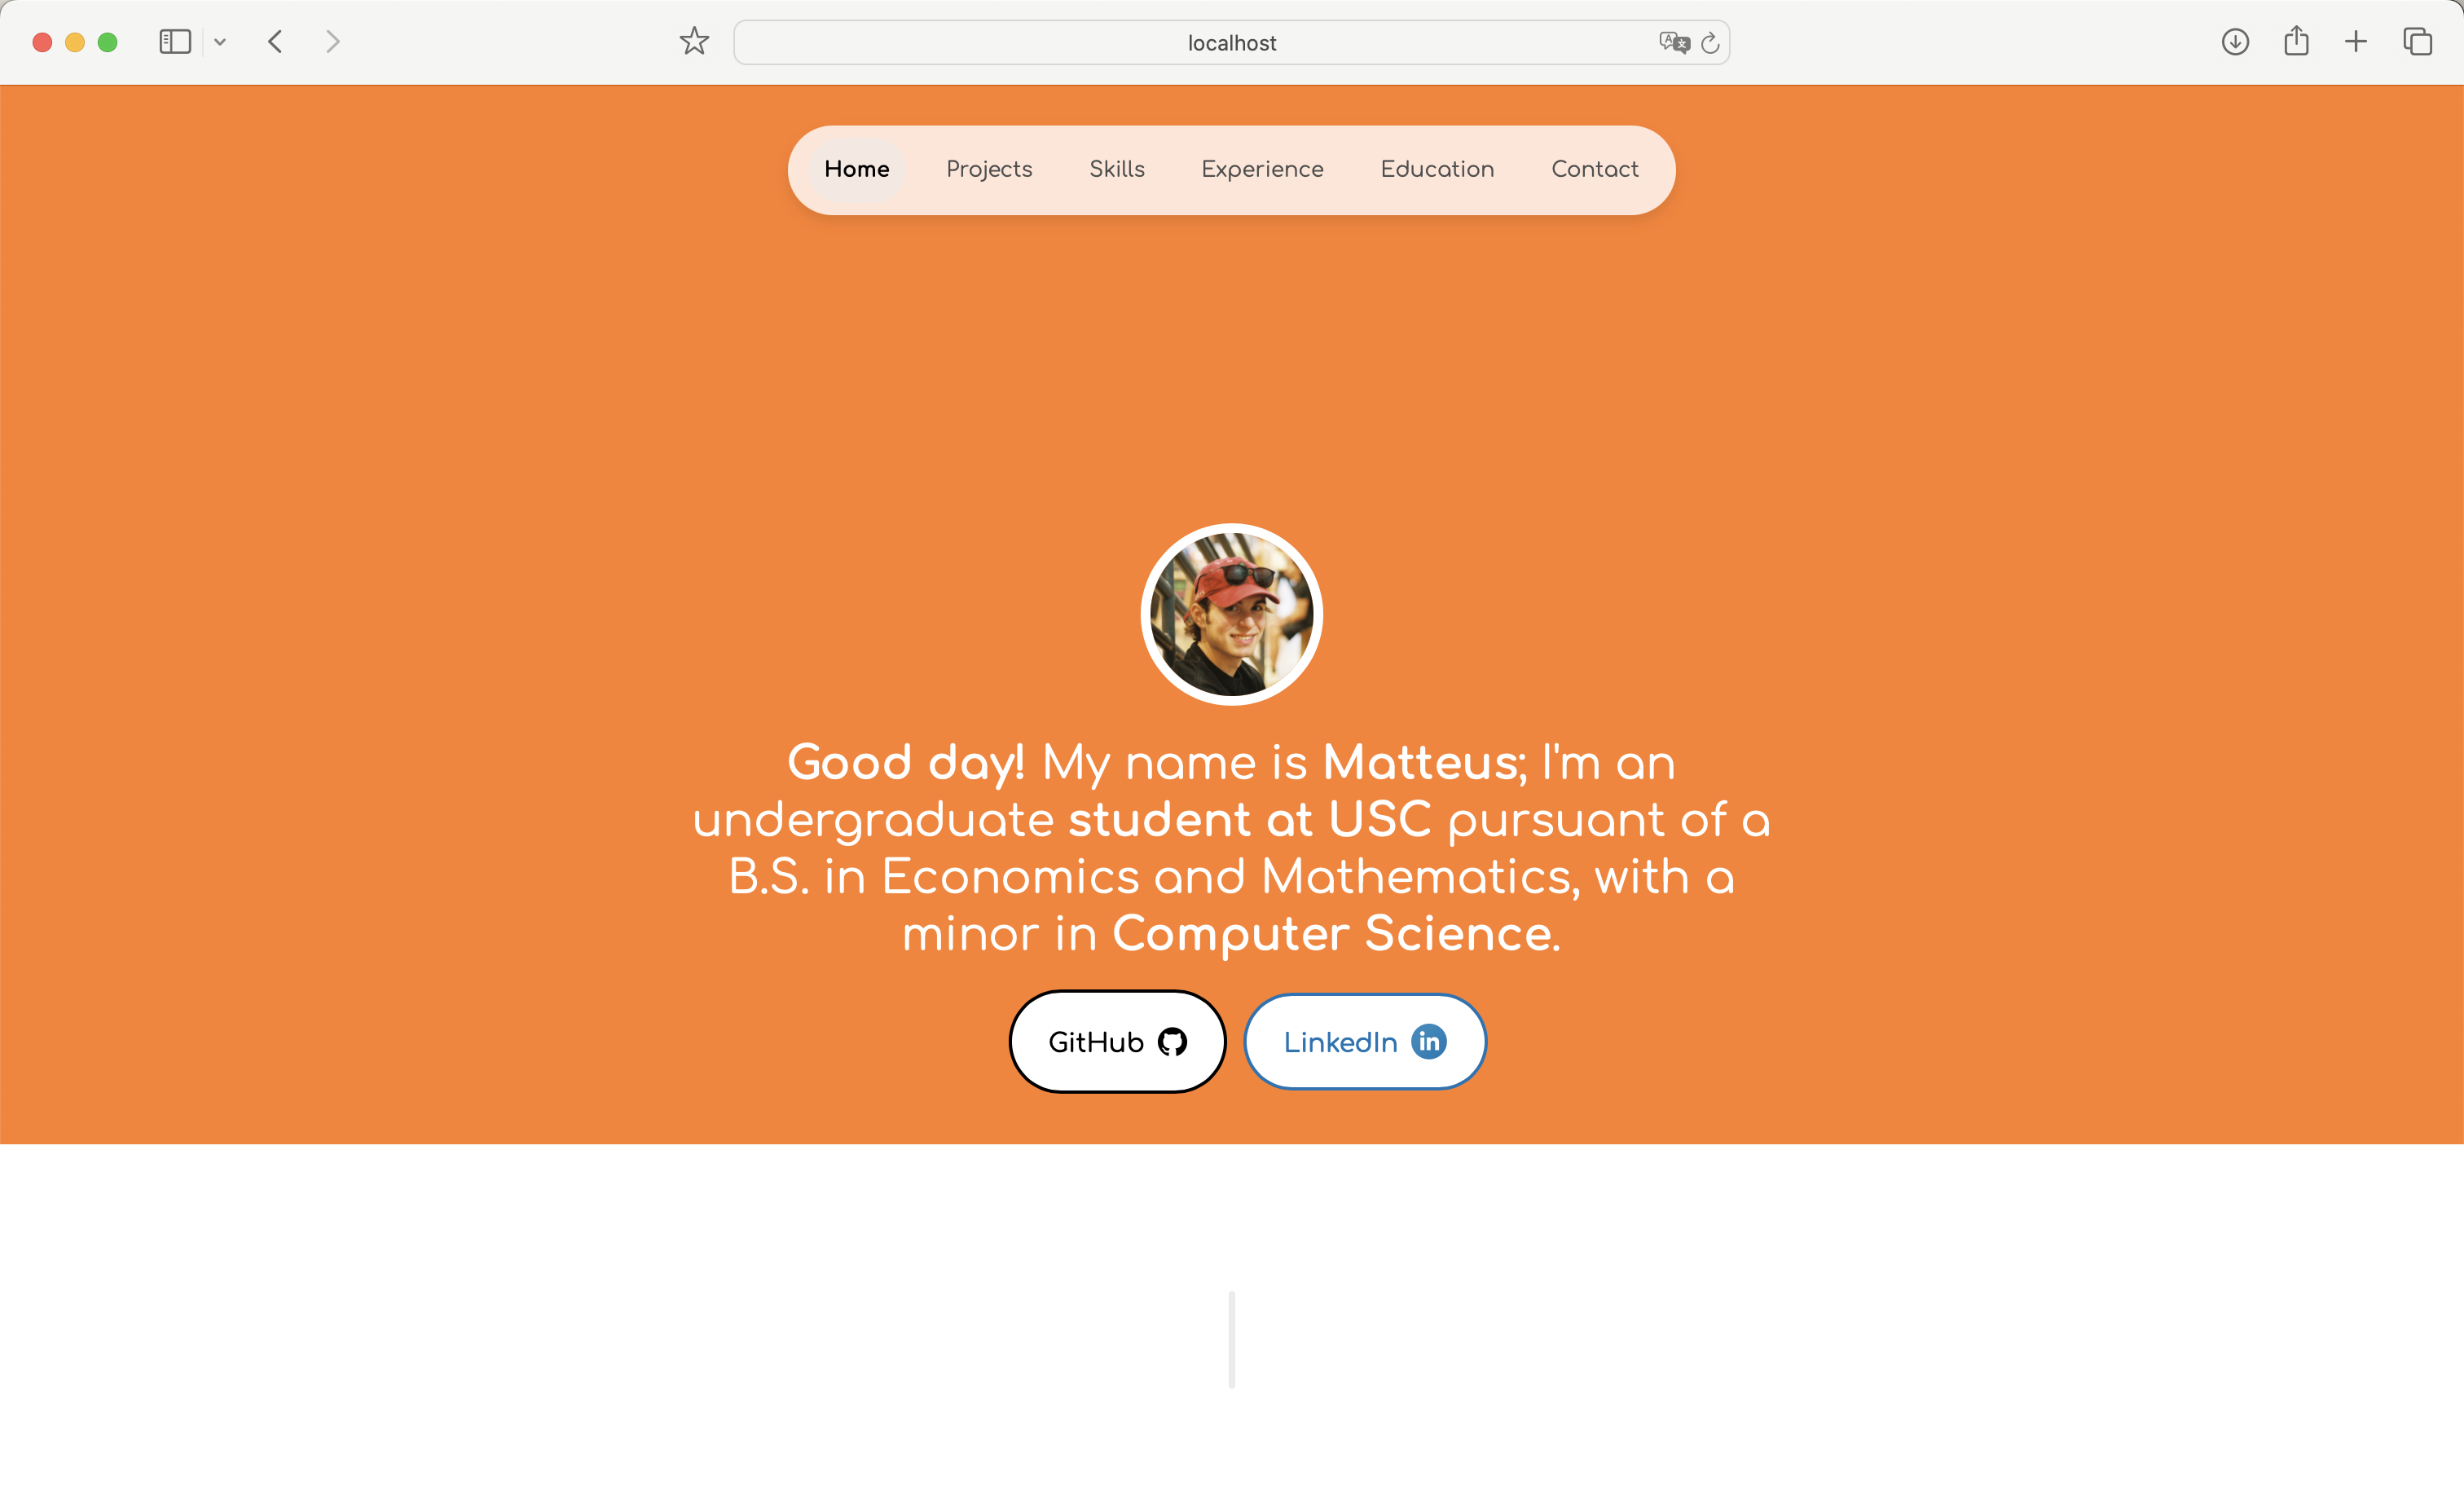 localhost
Home Projects Skills Experience Education Contact
Good day! My name is Matteus; I'm an
undergraduate student at USC pursuant of a
B.S. in Economics and Mathematics, with a
minor in Computer Science.
GitHub LinkedIn in